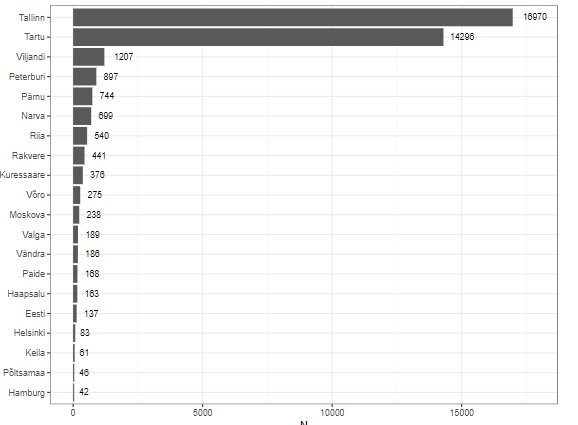 Tallinn 16970
Tartu 14296
Viljandi 1207
Peterburi 897
Pärnu 744
Narva 699
Riia 540
Rakvere 441
Kuressaare 376
Võro 275
Moskova 238
Valga 189
Vändra 186
Paide 168
Haapsalu 163
Eesti 137
Helsinki 83
Keila 61
Põltsamaa 46
Hamburg 42
0 5000 10000 15000
N